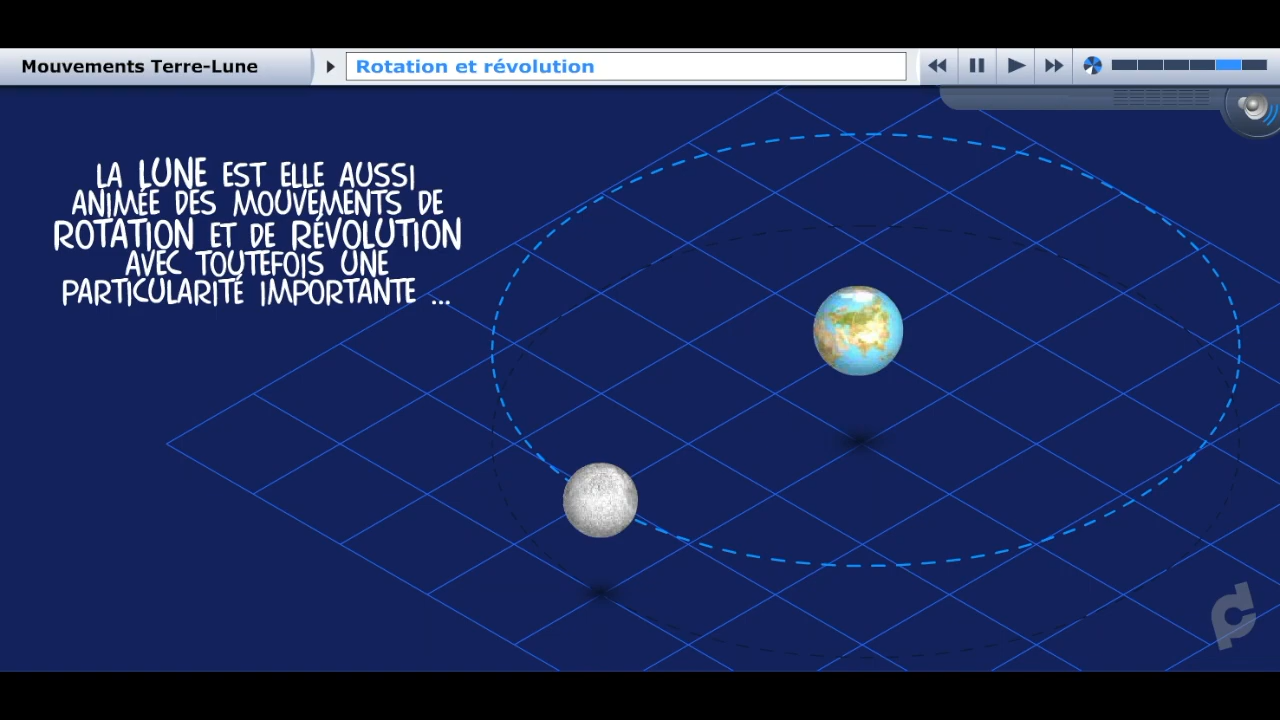 Mouvements Terre-Lune
Rotation et révolution
LA LUNE EST ELLE AUSSI
ANIMÉE DES MOUVEMENTS DE
ROTATION ET DE RÉVOLUTION
AVEC TOUTEFOIS UNE
PARTICULARITÉ IMPORTANTE ...